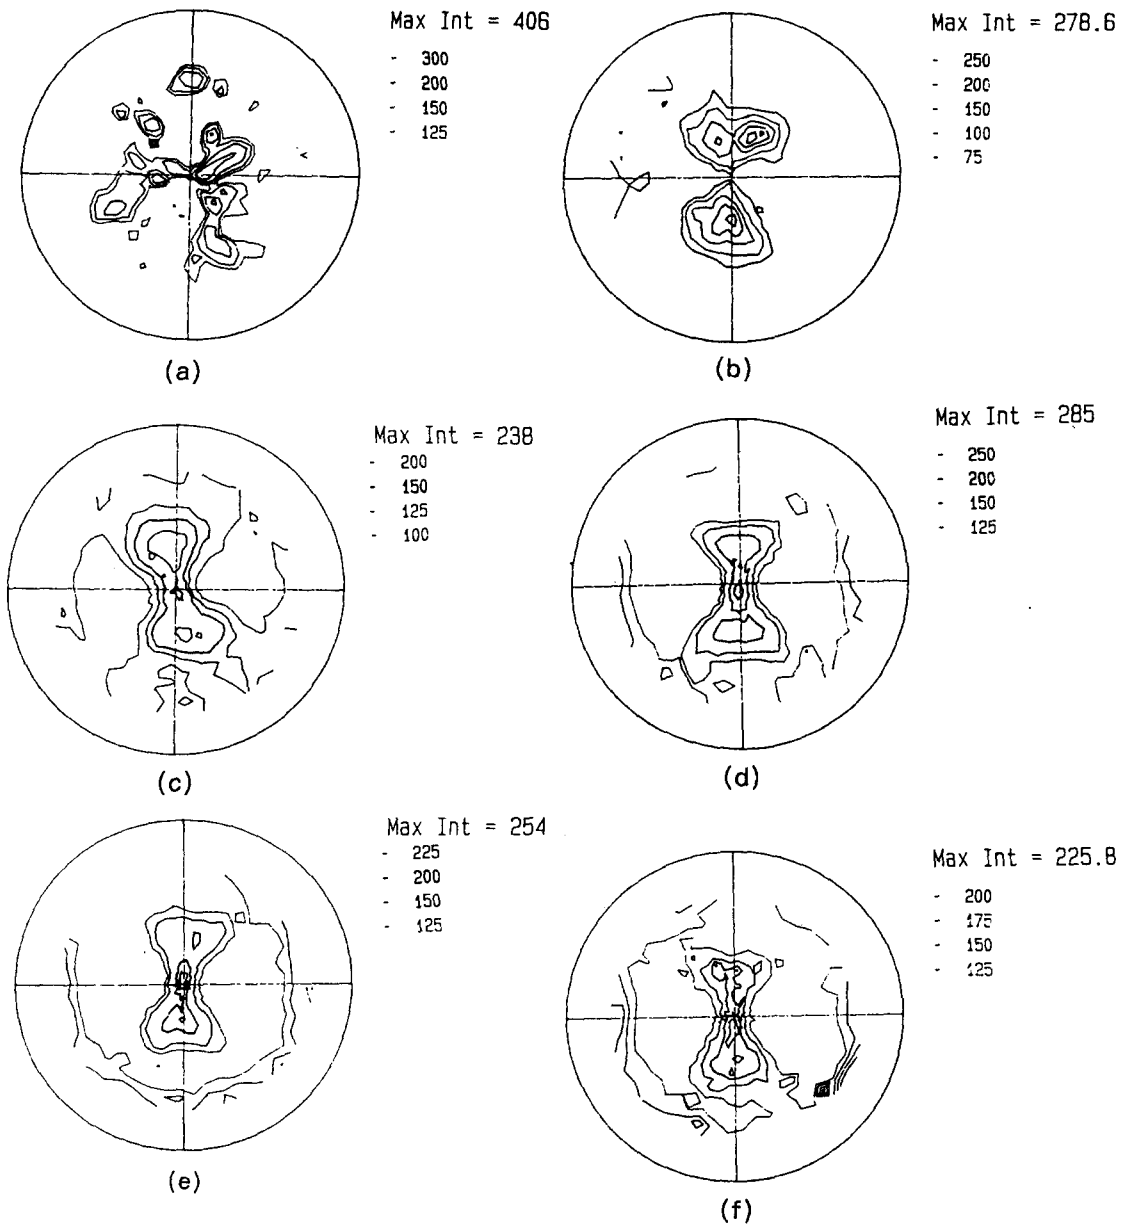 Max Int = 406
- 300
- 200
- 150
- 125
(a)
Max Int = 278.6
- 250
- 200
- 150
- 100
- 75
(b)
Max Int = 238
- 200
- 150
- 125
- 100
(c)
Max Int = 285
- 250
- 200
- 150
- 125
(d)
Max Int = 254
- 225
- 200
- 150
- 125
(e)
Max Int = 225.8
- 200
- 175
- 150
- 125
(f)